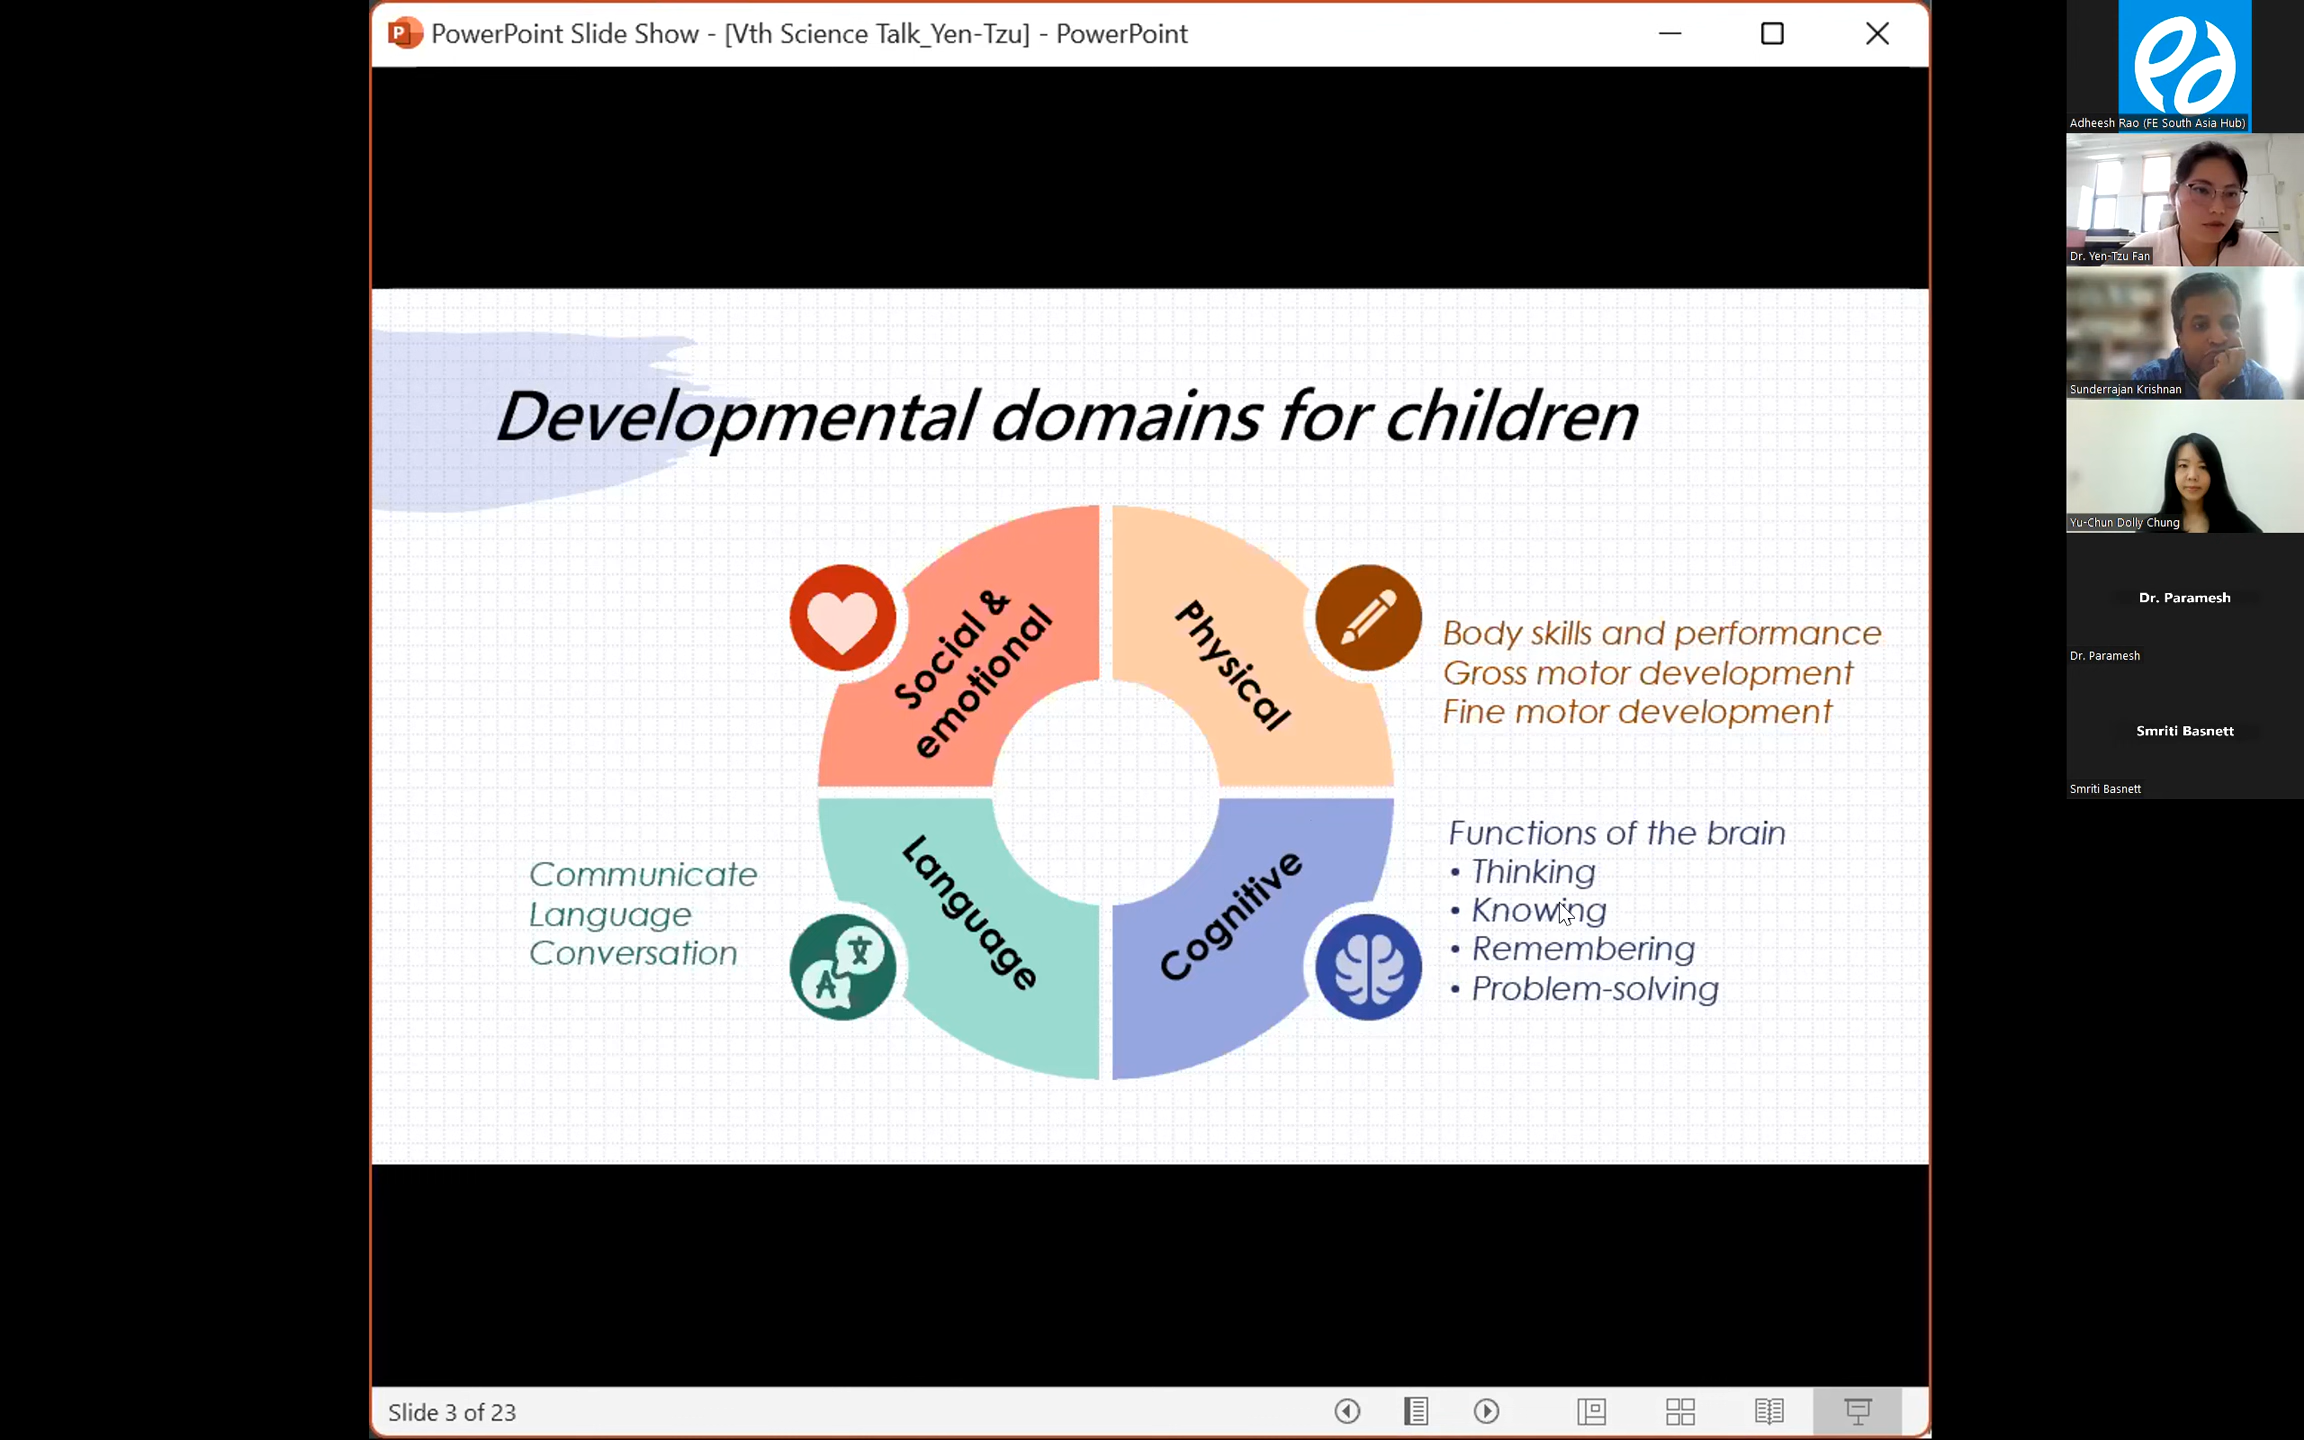 PowerPoint Slide Show - [Vth Science Talk_Yen-Tzu] - PowerPoint
Developmental domains for children
Social &
emotional
Physical
Body skills and performance
Gross motor development
Fine motor development
Language
Communicate
Language
Conversation
文
A
Cognitive
Functions of the brain
• Thinking
• Knowing
• Remembering
• Problem-solving
Slide 3 of 23
Adheesh Rao (FE South Asia Hub)
Dr. Yen-Tzu Fan
Sunderrajan Krishnan
Yu-Chun Dolly Chung
Dr. Paramesh
Dr. Paramesh
Smriti Basnett
Smriti Basnett